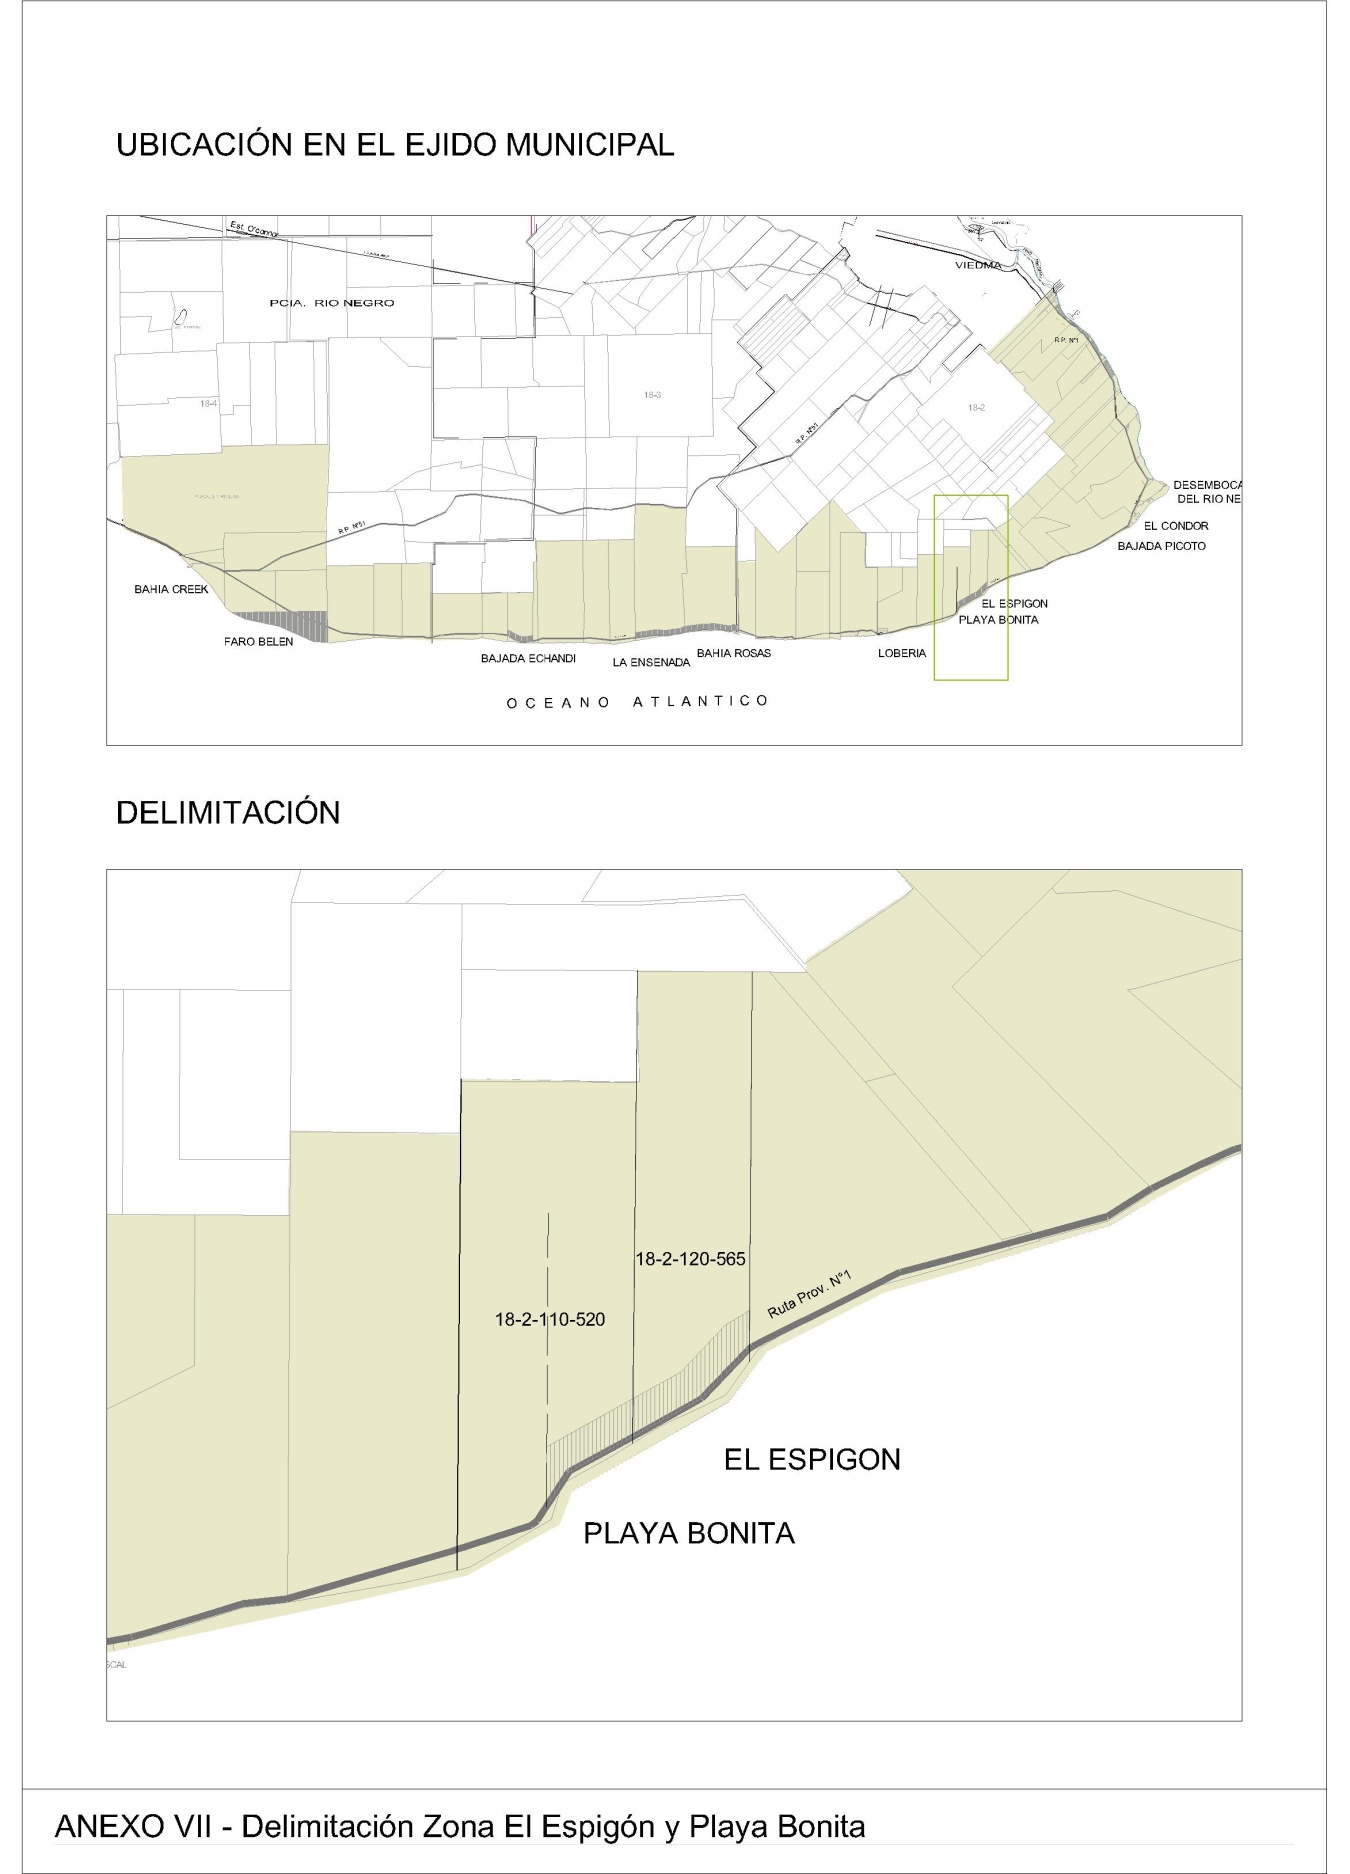 UBICACIÓN EN EL EJIDO MUNICIPAL
Est. O'connor
VIEDMA
PCIA. RIO NEGRO
R.P. Nº1
18-4
18-3
18-2
R.P. Nº51
R.P. Nº51
DESEMBOCA
DEL RIO NE
EL CONDOR
BAJADA PICOTO
BAHIA CREEK
EL ESPIGON
PLAYA BONITA
FARO BELEN
BAJADA ECHANDI
LA ENSENADA
BAHIA ROSAS
LOBERIA
OCEANO ATLANTICO
DELIMITACIÓN
18-2-120-565
Ruta Prov. N°1
18-2-110-520
EL ESPIGON
PLAYA BONITA
SCAL
ANEXO VII - Delimitación Zona El Espigón y Playa Bonita